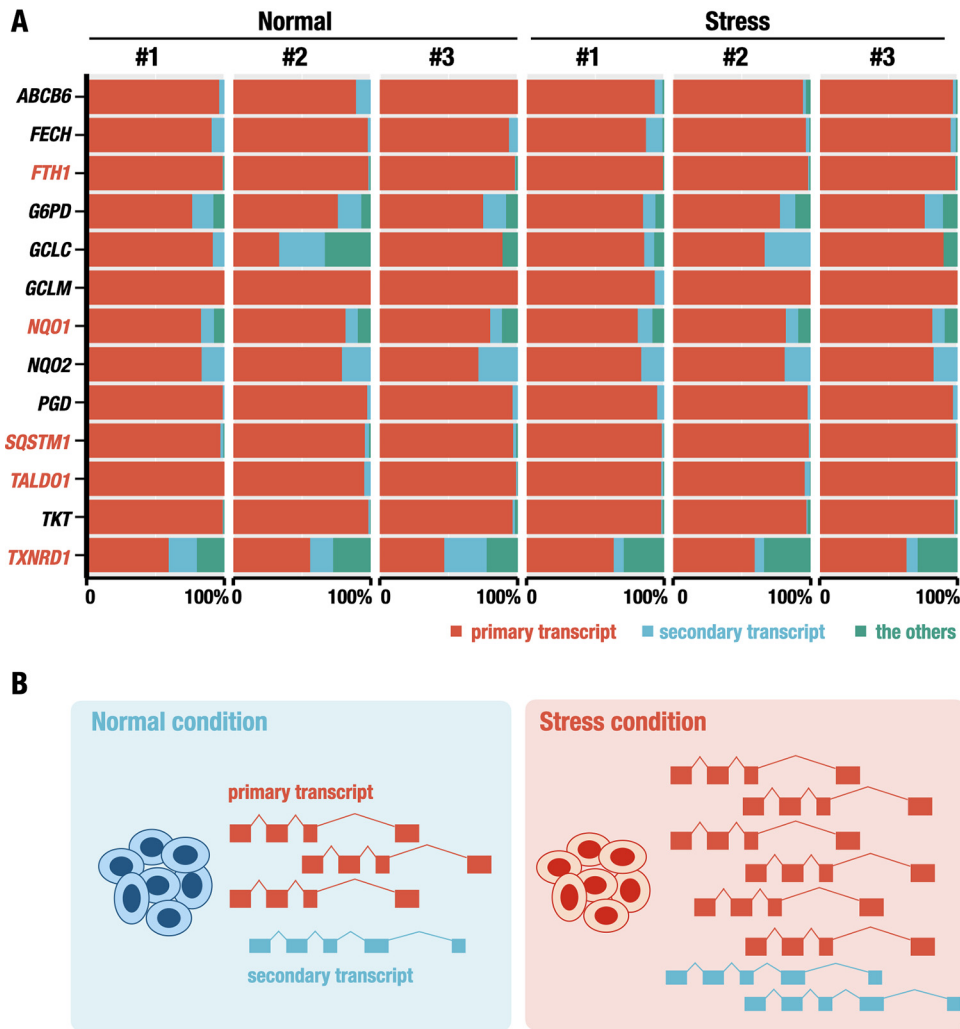 A
Normal Stress
#1 #2 #3 #1 #2 #3
ABCB6
FECH
FTH1
G6PD
GCLC
GCLM
NQO1
NQO2
PGD
SQSTM1
TALDO1
TKT
TXNRD1
0 100% 0 100% 0 100% 0 100% 0 100% 0 100%
primary transcript secondary transcript the others
B
Normal condition Stress condition
primary transcript
secondary transcript